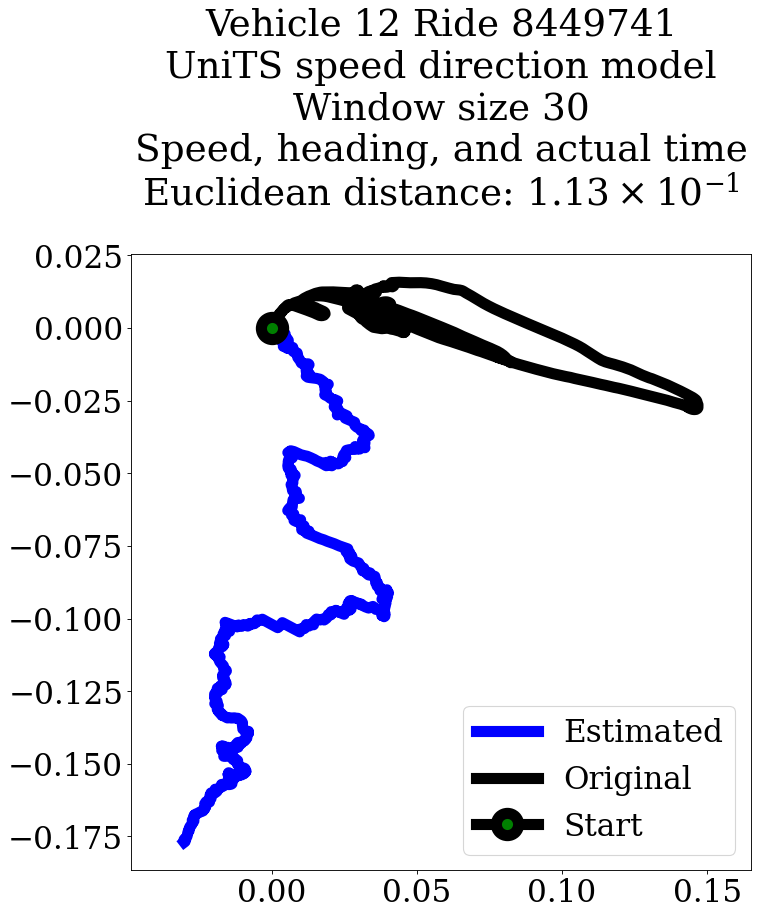 Vehicle 12 Ride 8449741
UniTS speed direction model
Window size 30
Speed, heading, and actual time
Euclidean distance: 1.13 × 10⁻¹
0.025
0.000
−0.025
−0.050
−0.075
−0.100
−0.125
−0.150
−0.175
Estimated
Original
Start
0.00 0.05 0.10 0.15